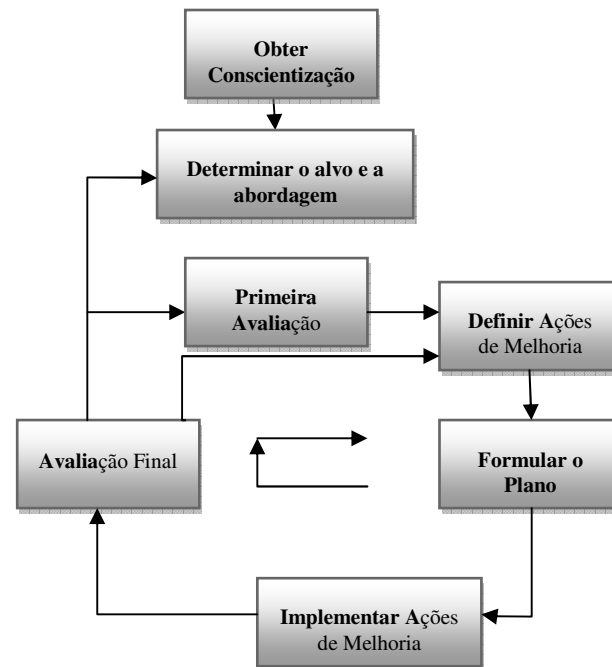 Obter
Conscientização
Determinar o alvo e a
abordagem
Primeira
Avaliação
Definir Ações
de Melhoria
Avaliação Final
Formular o
Plano
Implementar Ações
de Melhoria